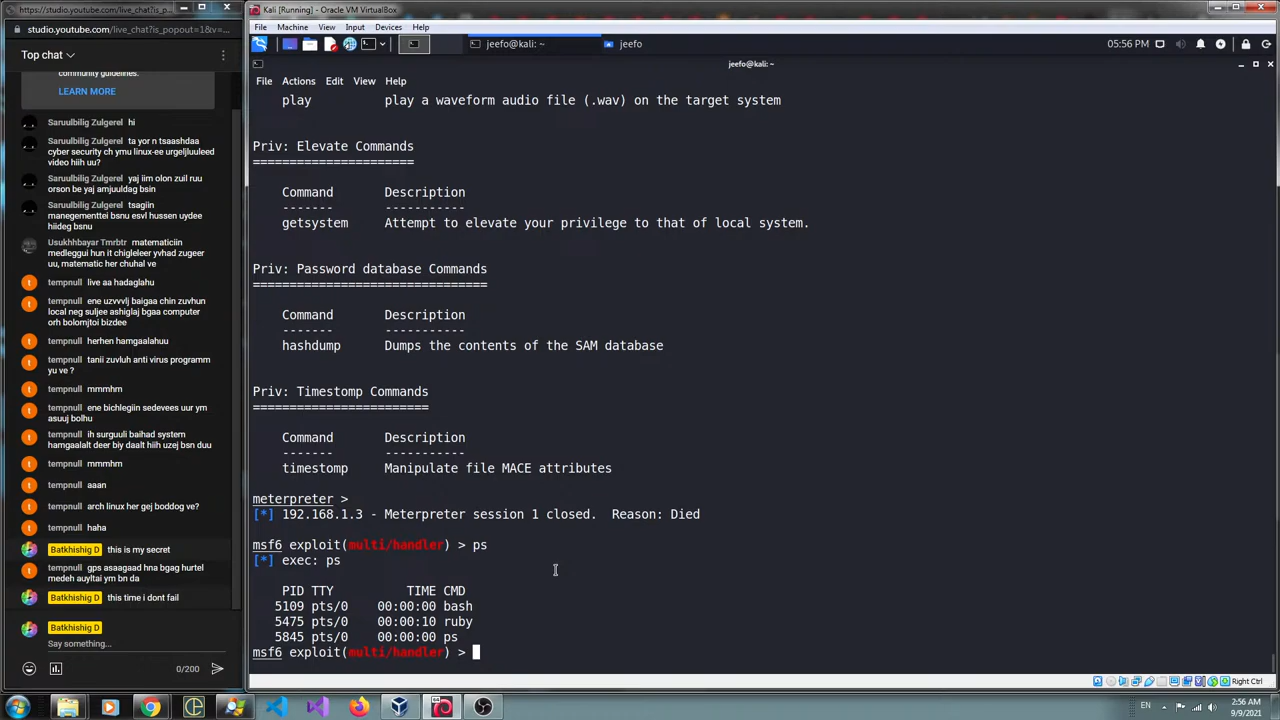 https://studio.youtube.com/live_chat?is_popout=1&v=...
studio.youtube.com/live_chat?is_popout=1&v=...
Top chat
community guidelines.
LEARN MORE
Saruulbilig Zulgerel hi
Saruulbilig Zulgerel ta yor n tsaashdaa
cyber security ch ymu linux-ee urgeljluuleed
video hiih uu?
Saruulbilig Zulgerel yaj iim olon zuil ruu
orson be yaj amjuuldag bsin
Saruulbilig Zulgerel tsagiin
manegementtei bsnu esvl hussen uydee
hiideg bsnu
Usukhhbayar Tmrbtr matematiciin
medleggui hun it chigleleer yvhad zugeer
uu, matematic her chuhal ve
tempnull live aa hadaglahu
tempnull ene uzvvvlj baigaa chin zuvhun
local neg suljee ashiglaj bgaa computer
orh bolomjtoi bizdee
tempnull herhen hamgaalahuu
tempnull tanii zuvluh anti virus programm
yu ve ?
tempnull mmmhm
tempnull ene bichlegiin sedevees uur ym
asuuj bolhu
tempnull ih surguuli baihad system
hamgaalalt deer biy daalt hiih uzej bsn duu
tempnull mmmhm
tempnull aaan
tempnull arch linux her gej boddog ve?
tempnull haha
Batkhishig D this is my secret
tempnull gps asaagaad hna bgag hurtel
medeh auyltai ym bn da
Batkhishig D this time i dont fail
Batkhishig D
Say something...
0/200
Kali [Running] - Oracle VM VirtualBox
File Machine View Input Devices Help
jeefo@kali: ~ jeefo 05:56 PM
jeefo@kali: ~
File Actions Edit View Help
play play a waveform audio file (.wav) on the target system
Priv: Elevate Commands
======================
Command Description
------- -----------
getsystem Attempt to elevate your privilege to that of local system.
Priv: Password database Commands
================================
Command Description
------- -----------
hashdump Dumps the contents of the SAM database
Priv: Timestomp Commands
========================
Command Description
------- -----------
timestomp Manipulate file MACE attributes
meterpreter >
[*] 192.168.1.3 - Meterpreter session 1 closed. Reason: Died
msf6 exploit(multi/handler) > ps
[*] exec: ps
PID TTY TIME CMD
5109 pts/0 00:00:00 bash
5475 pts/0 00:00:10 ruby
5845 pts/0 00:00:00 ps
msf6 exploit(multi/handler) >
Right Ctrl
EN 2:56 AM
9/9/2021